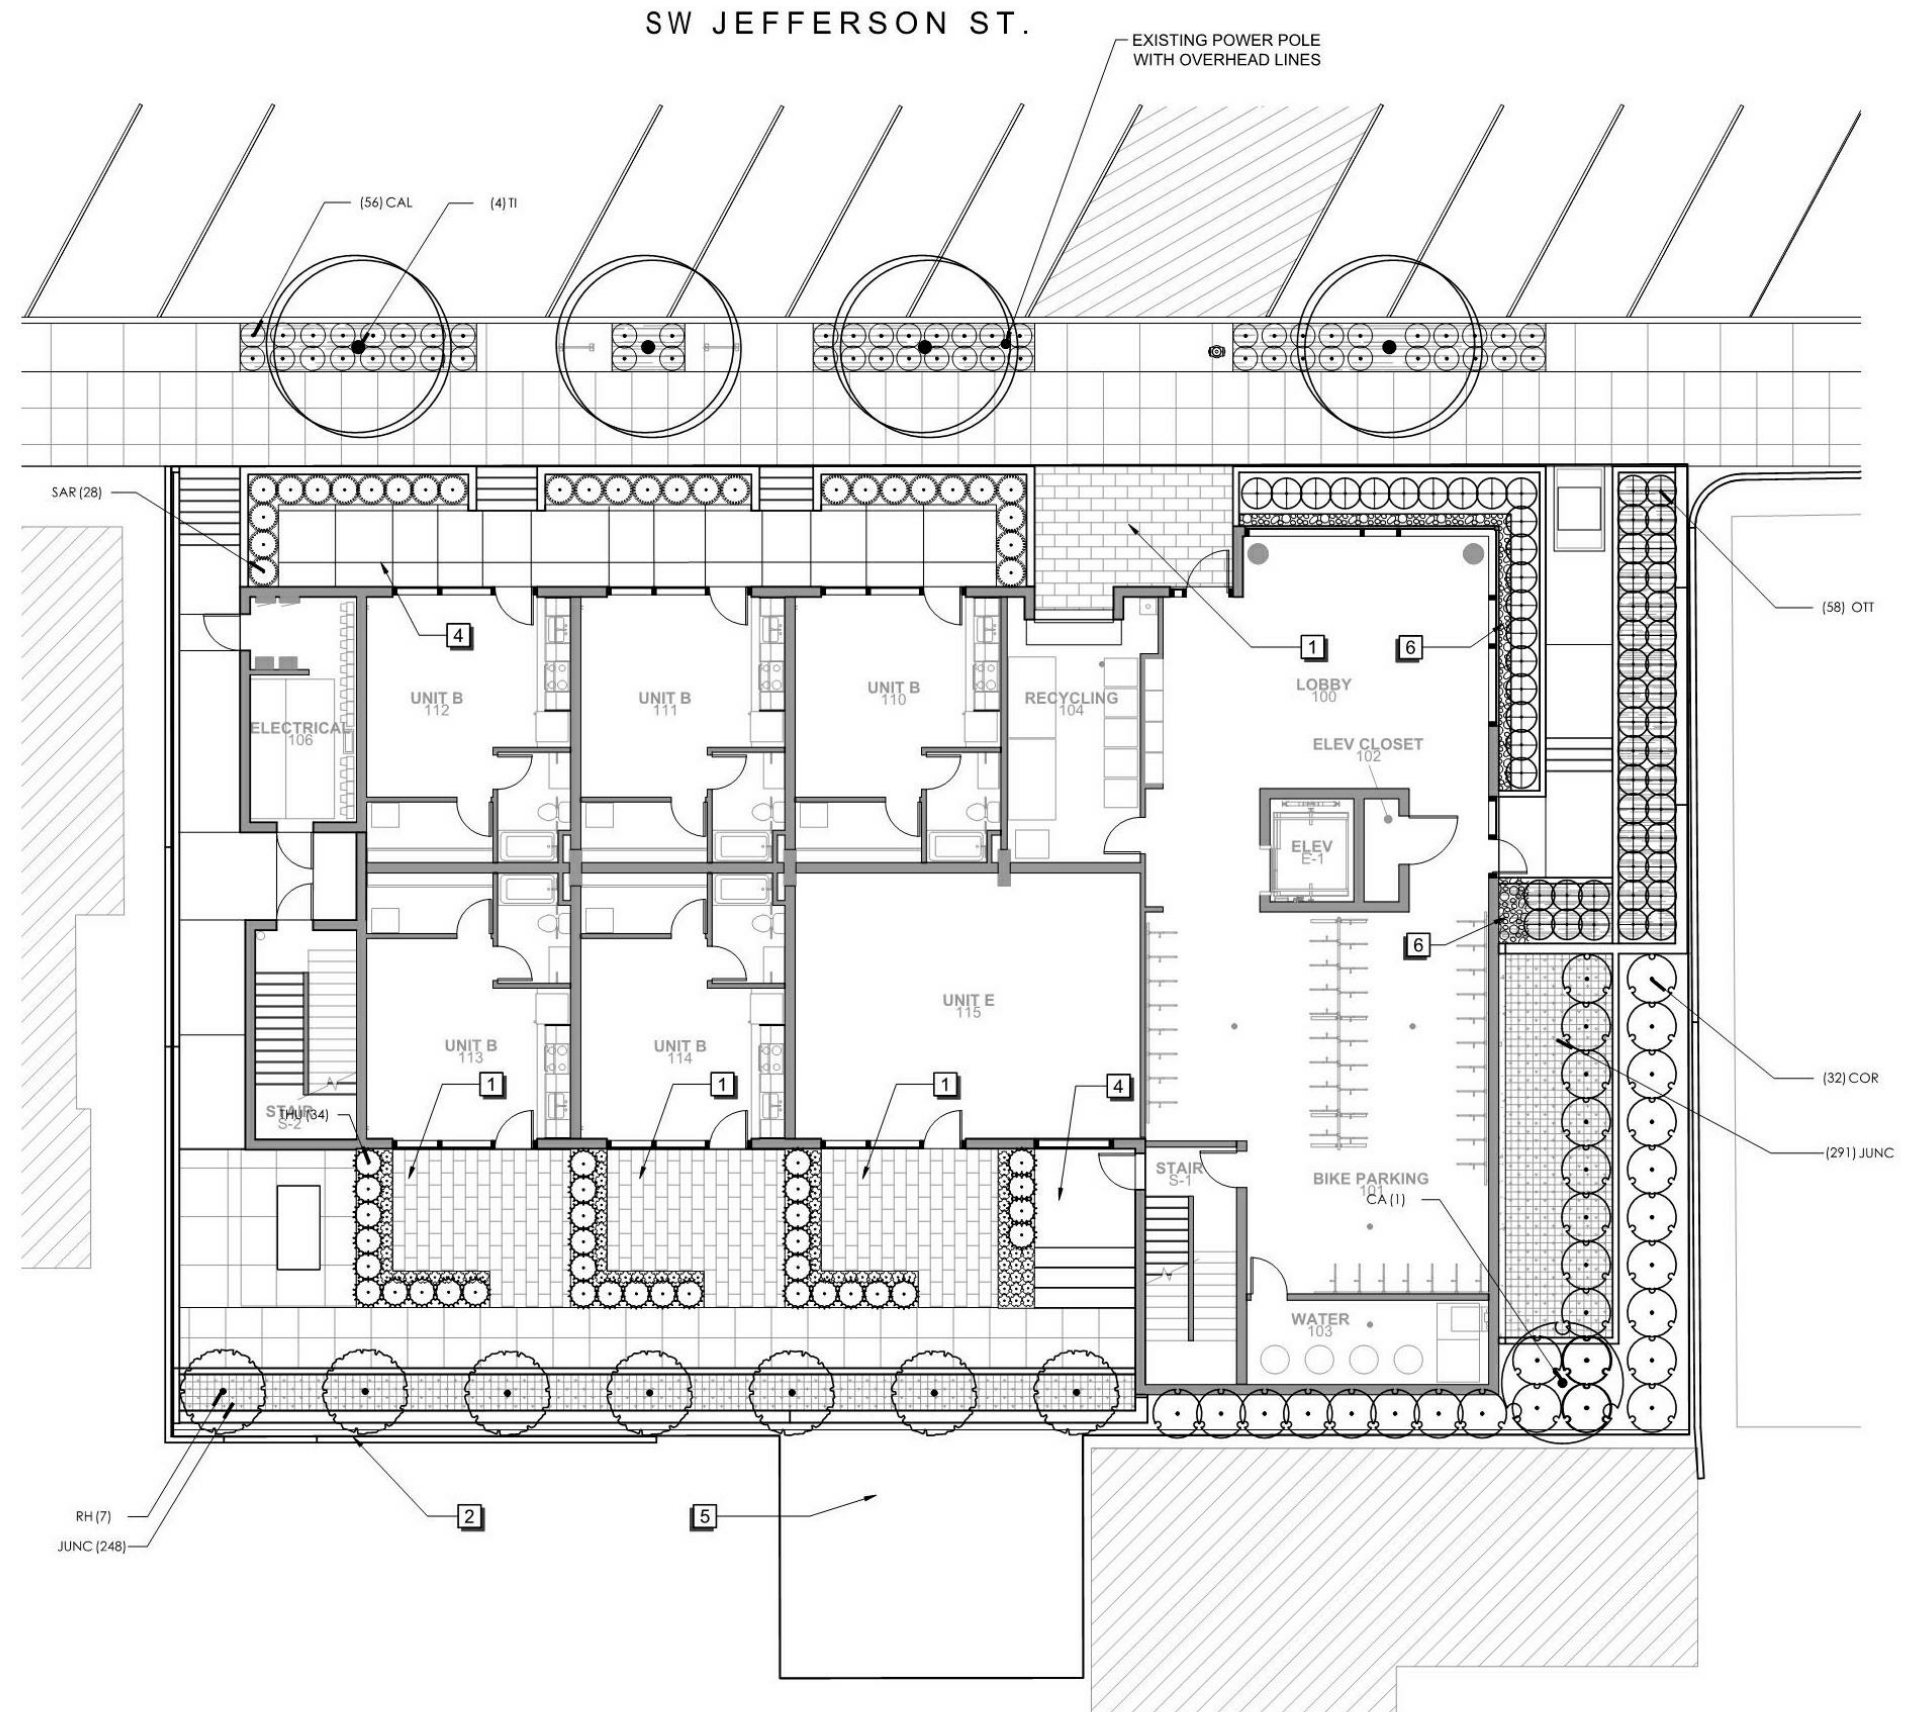 SW JEFFERSON ST.
EXISTING POWER POLE
WITH OVERHEAD LINES
(56) CAL
(4) TI
SAR (28)
(58) OTT
4
1
6
UNIT B
112
UNIT B
111
UNIT B
110
RECYCLING
104
LOBBY
100
ELECTRICAL
106
ELEV CLOSET
102
ELEV
E-1
6
UNIT E
115
UNIT B
113
UNIT B
114
(32) COR
1
1
1
4
STAIR
S-2
THU (34)
(291) JUNC
STAIR
S-1
BIKE PARKING
101
CA (1)
WATER
103
RH (7)
JUNC (248)
2
5